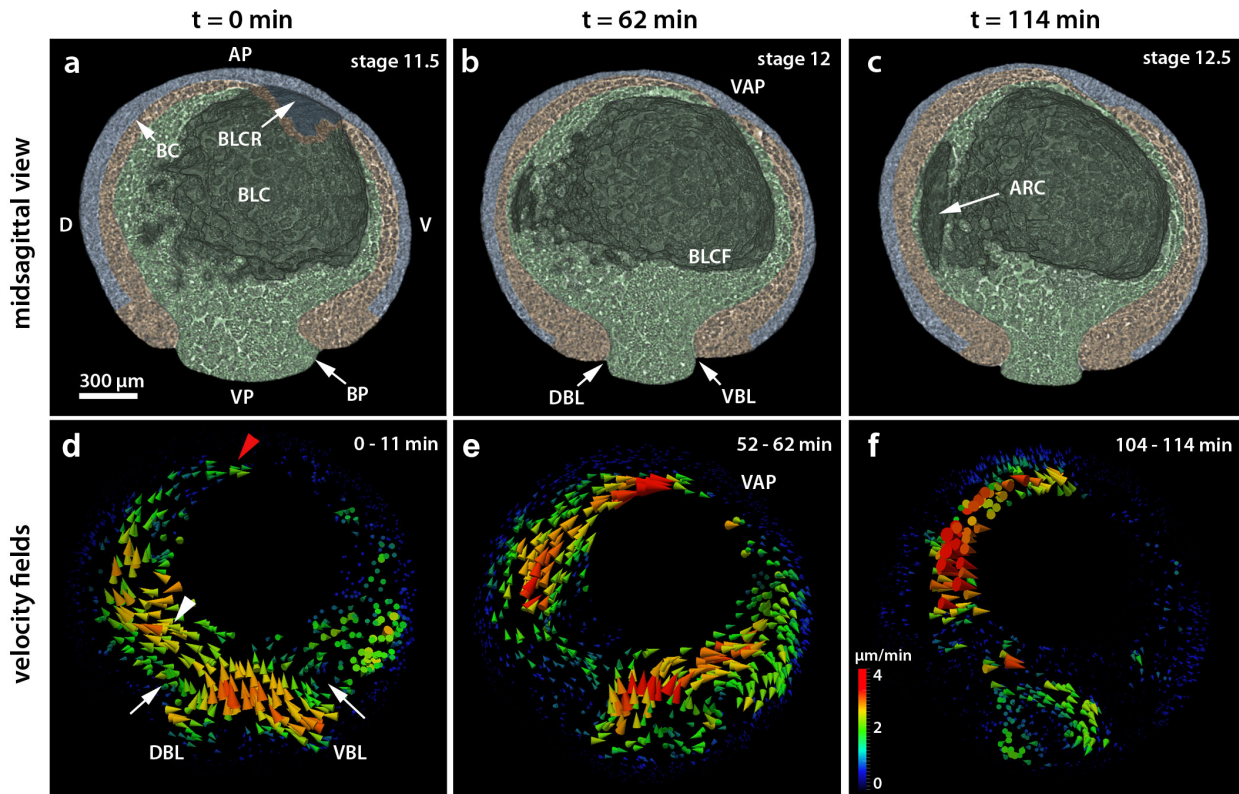 t = 0 min
t = 62 min
t = 114 min
midsagittal view
a
AP
stage 11.5
BC
BLCR
BLC
D
V
300 µm
VP
BP
b
stage 12
VAP
BLCF
DBL
VBL
c
stage 12.5
ARC
velocity fields
d
0 - 11 min
DBL
VBL
e
52 - 62 min
VAP
f
104 - 114 min
µm/min
4
2
0